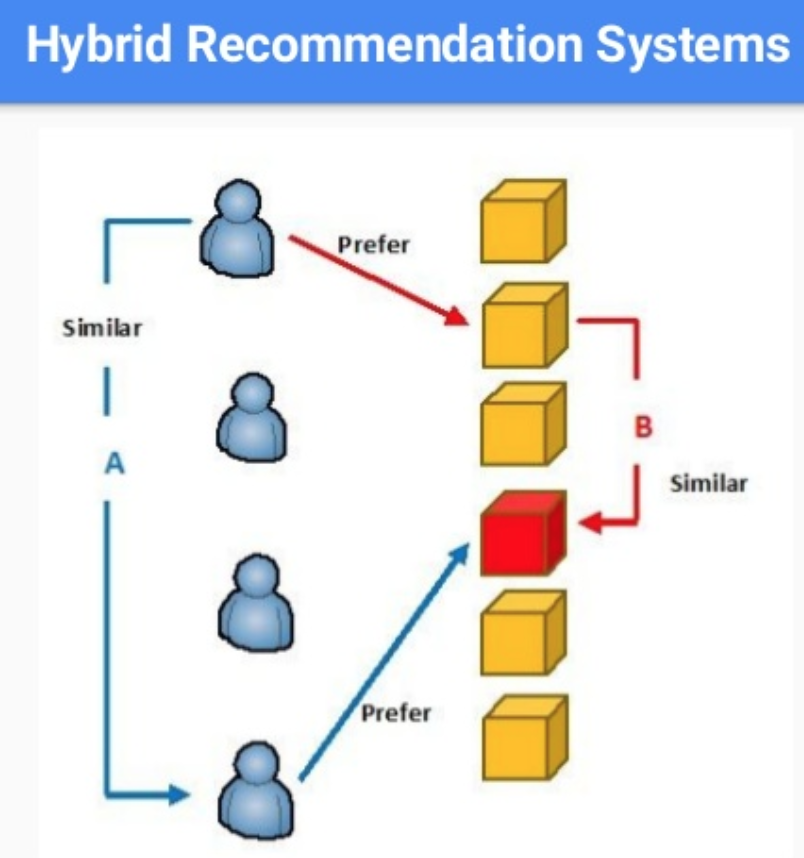 Hybrid Recommendation Systems
Prefer
Similar
A
B
Similar
Prefer